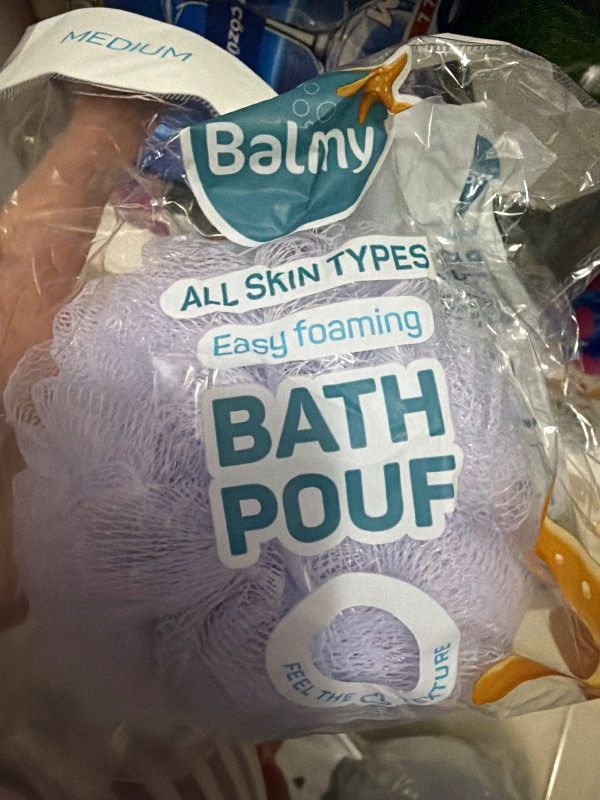 MEDIUM
Balmy
ALL SKIN TYPES
Easy foaming
BATH
POUF
FEEL THE